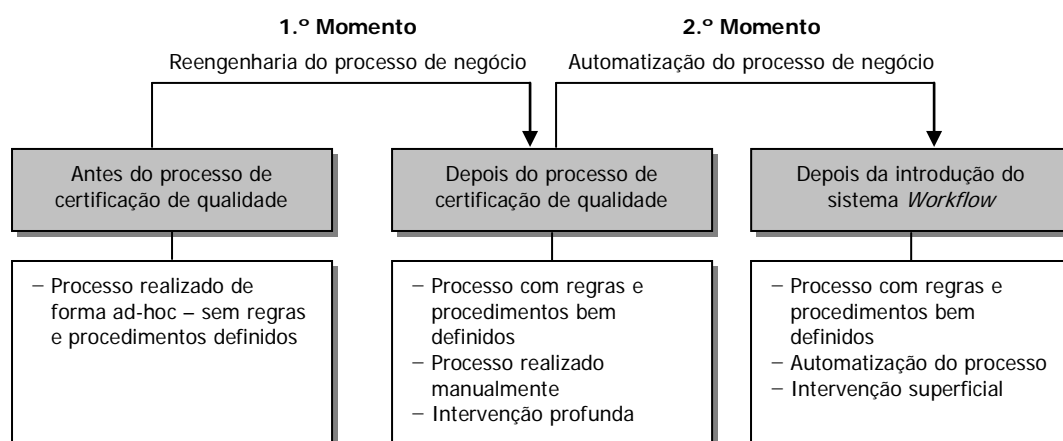 1.º Momento
Reengenharia do processo de negócio
2.º Momento
Automatização do processo de negócio
Antes do processo de
certificação de qualidade
Depois do processo de
certificação de qualidade
Depois da introdução do
sistema Workflow
– Processo realizado de
forma ad-hoc – sem regras
e procedimentos definidos
– Processo com regras e
procedimentos bem
definidos
– Processo realizado
manualmente
– Intervenção profunda
– Processo com regras e
procedimentos bem
definidos
– Automatização do processo
– Intervenção superficial